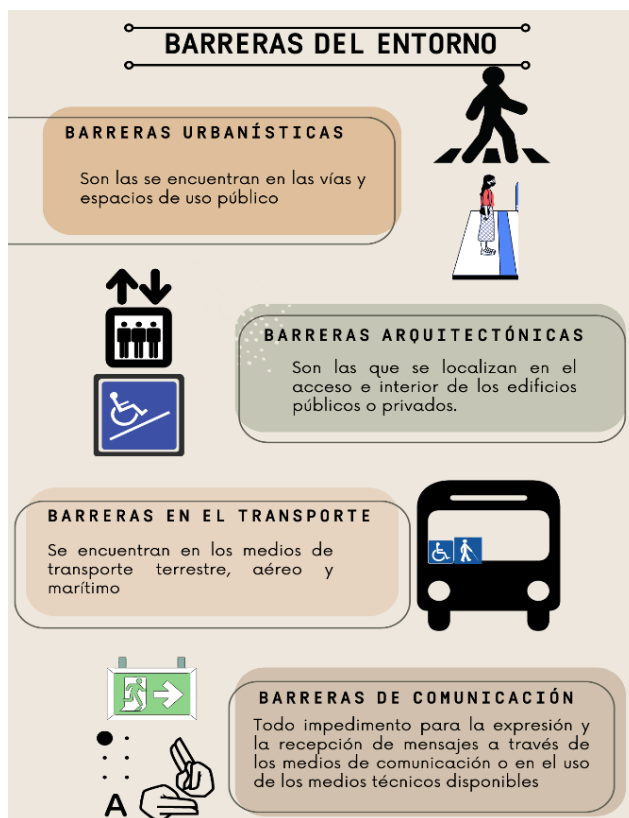 BARRERAS DEL ENTORNO
BARRERAS URBANÍSTICAS
Son las se encuentran en las vías y
espacios de uso público
BARRERAS ARQUITECTÓNICAS
Son las que se localizan en el
acceso e interior de los edificios
públicos o privados.
BARRERAS EN EL TRANSPORTE
Se encuentran en los medios de
transporte terrestre, aéreo y
marítimo
BARRERAS DE COMUNICACIÓN
Todo impedimento para la expresión y
la recepción de mensajes a través de
los medios de comunicación o en el uso
de los medios técnicos disponibles
A